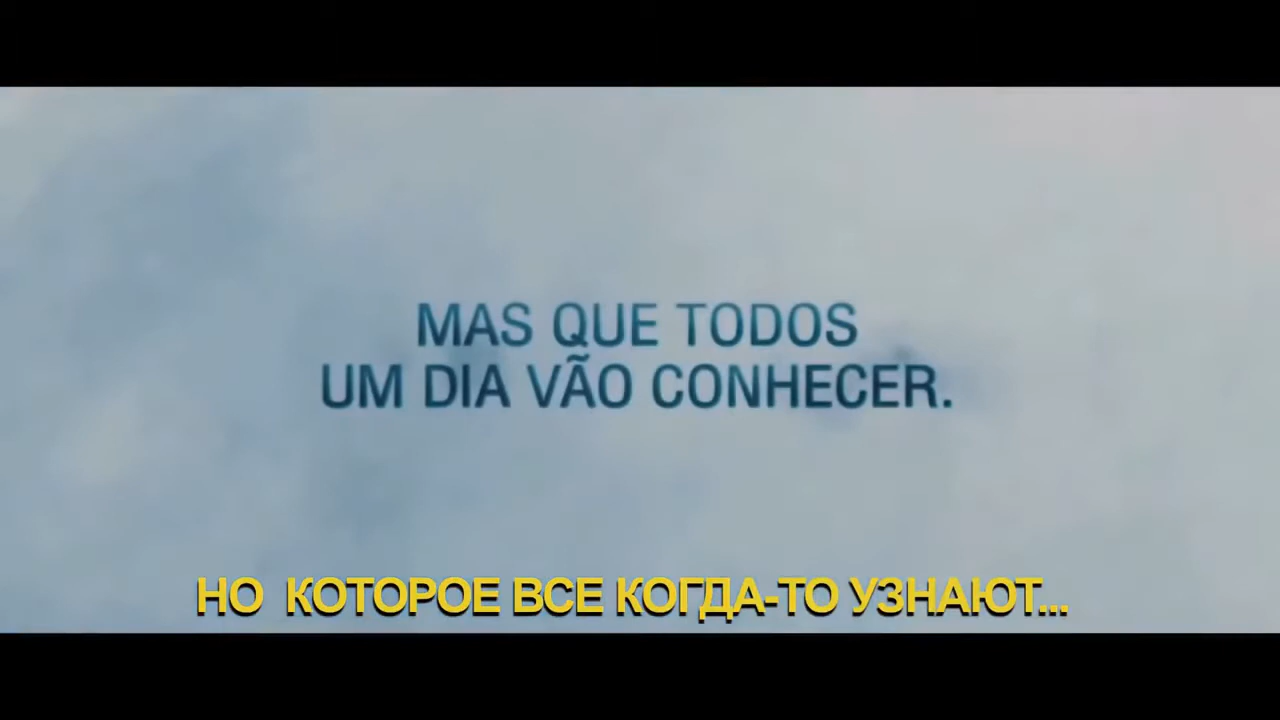 MAS QUE TODOS
UM DIA VÃO CONHECER.
НО КОТОРОЕ ВСЕ КОГДА-ТО УЗНАЮТ...